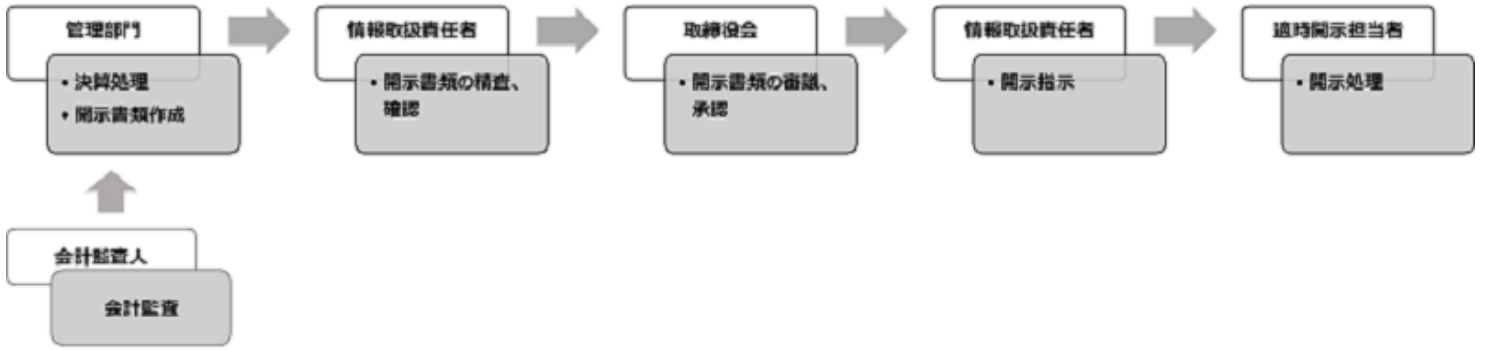 管理部門
・決算処理
・開示書類作成
情報取扱責任者
・開示書類の精査、
確認
取締役会
・開示書類の審議、
承認
情報取扱責任者
・開示指示
適時開示担当者
・開示処理
会計監査人
会計監査